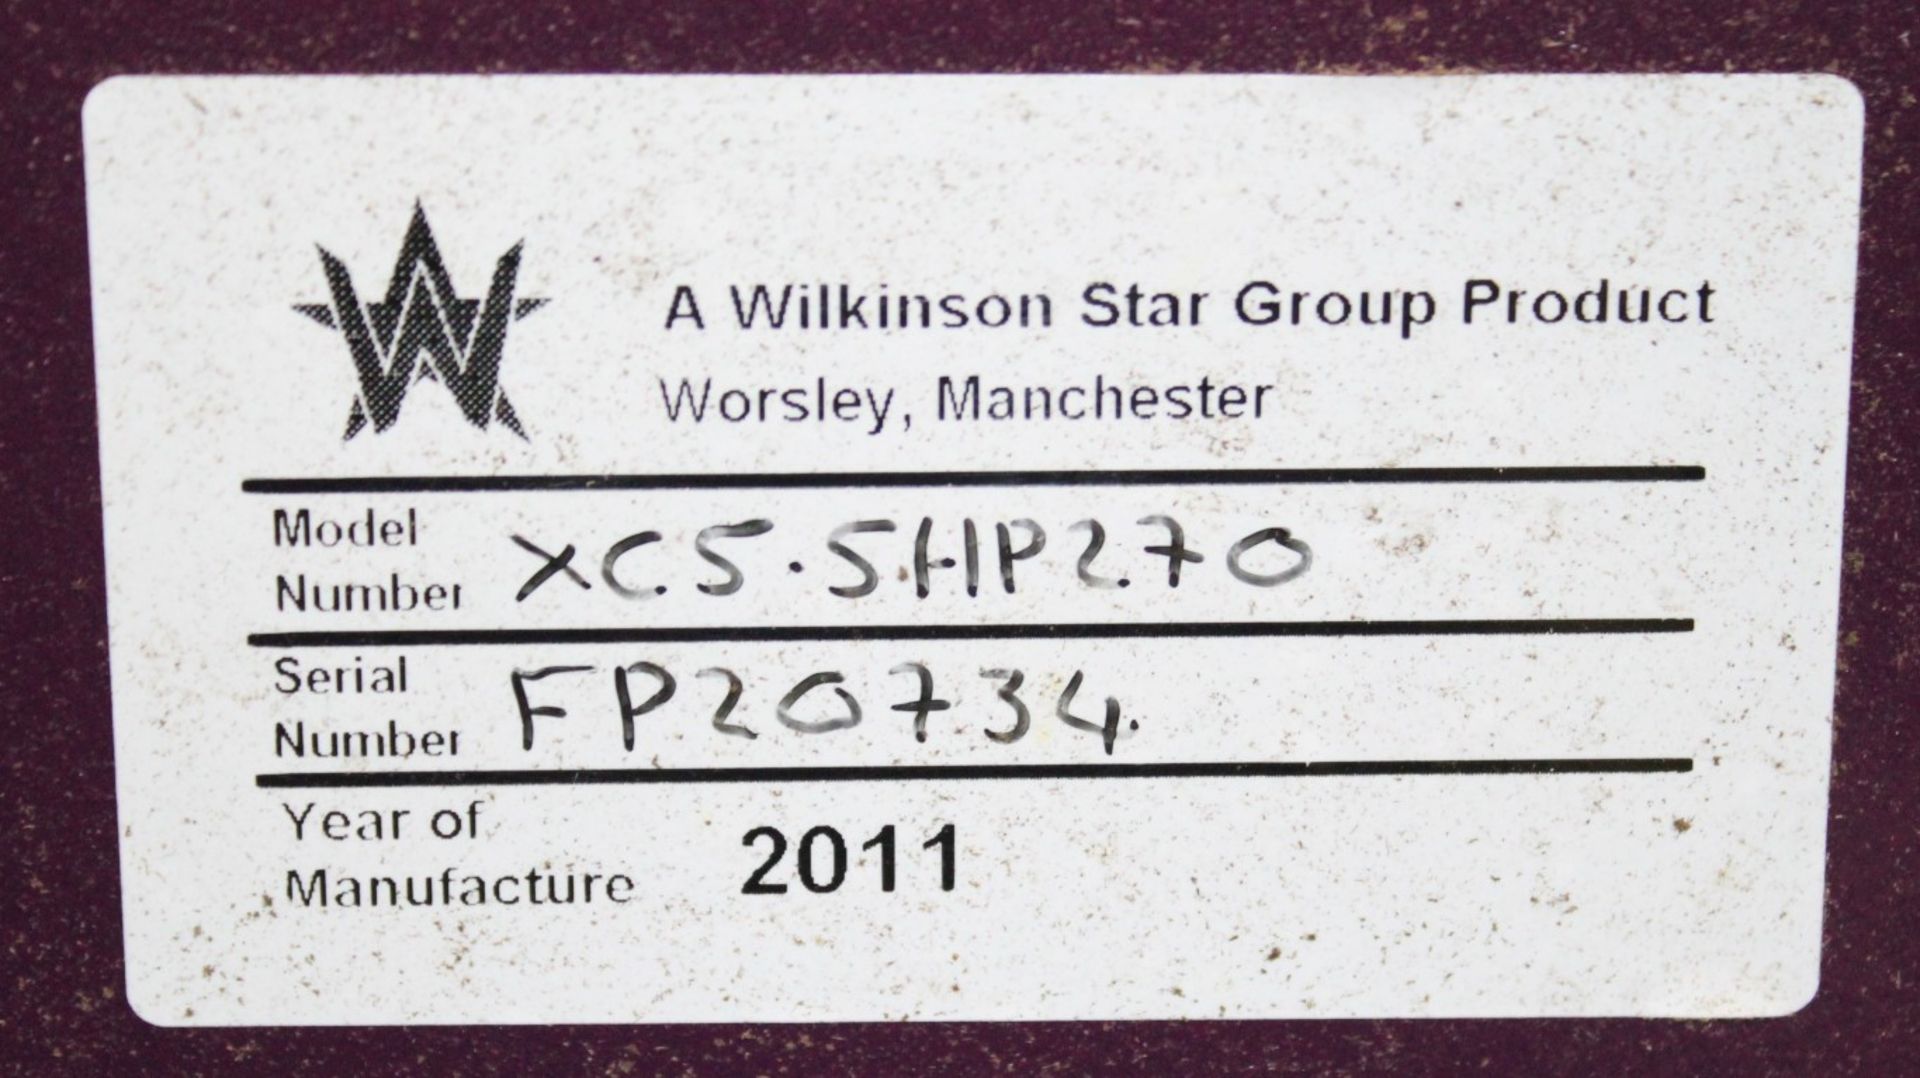 A Wilkinson Star Group Product
Worsley, Manchester
Model
Number XC5.5HP270
Serial
Number FP20734.
Year of
Manufacture 2011